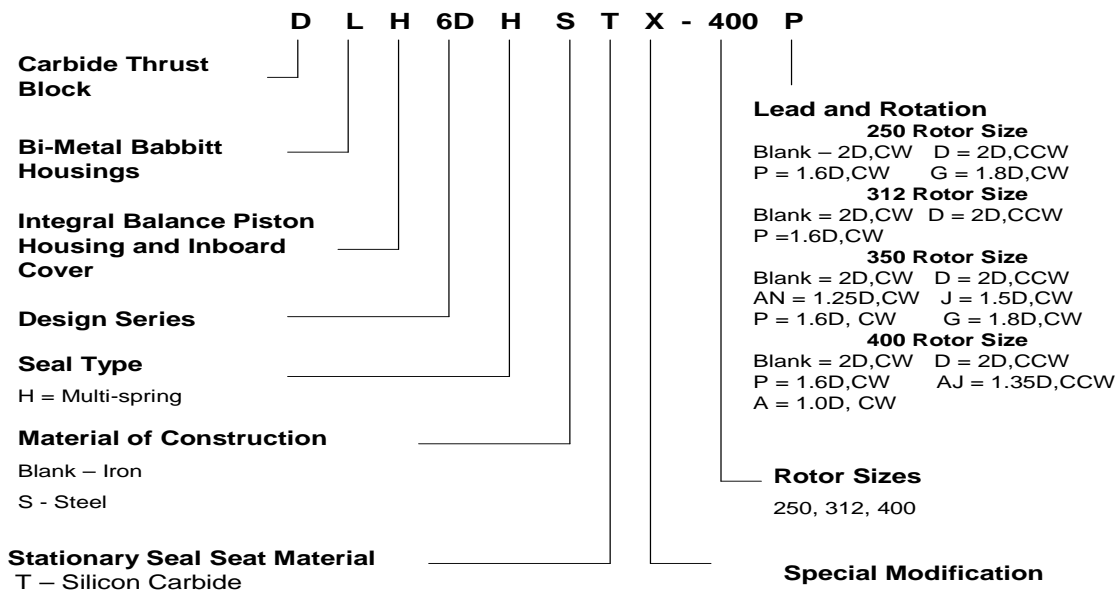 D L H 6D H S T X - 400 P
Carbide Thrust
Block
Bi-Metal Babbitt
Housings
Integral Balance Piston
Housing and Inboard
Cover
Design Series
Seal Type
H = Multi-spring
Material of Construction
Blank – Iron
S - Steel
Stationary Seal Seat Material
T – Silicon Carbide
Lead and Rotation
250 Rotor Size
Blank – 2D,CW D = 2D,CCW
P = 1.6D,CW G = 1.8D,CW
312 Rotor Size
Blank = 2D,CW D = 2D,CCW
P =1.6D,CW
350 Rotor Size
Blank = 2D,CW D = 2D,CCW
AN = 1.25D,CW J = 1.5D,CW
P = 1.6D, CW G = 1.8D,CW
400 Rotor Size
Blank = 2D,CW D = 2D,CCW
P = 1.6D,CW AJ = 1.35D,CCW
A = 1.0D, CW
Rotor Sizes
250, 312, 400
Special Modification